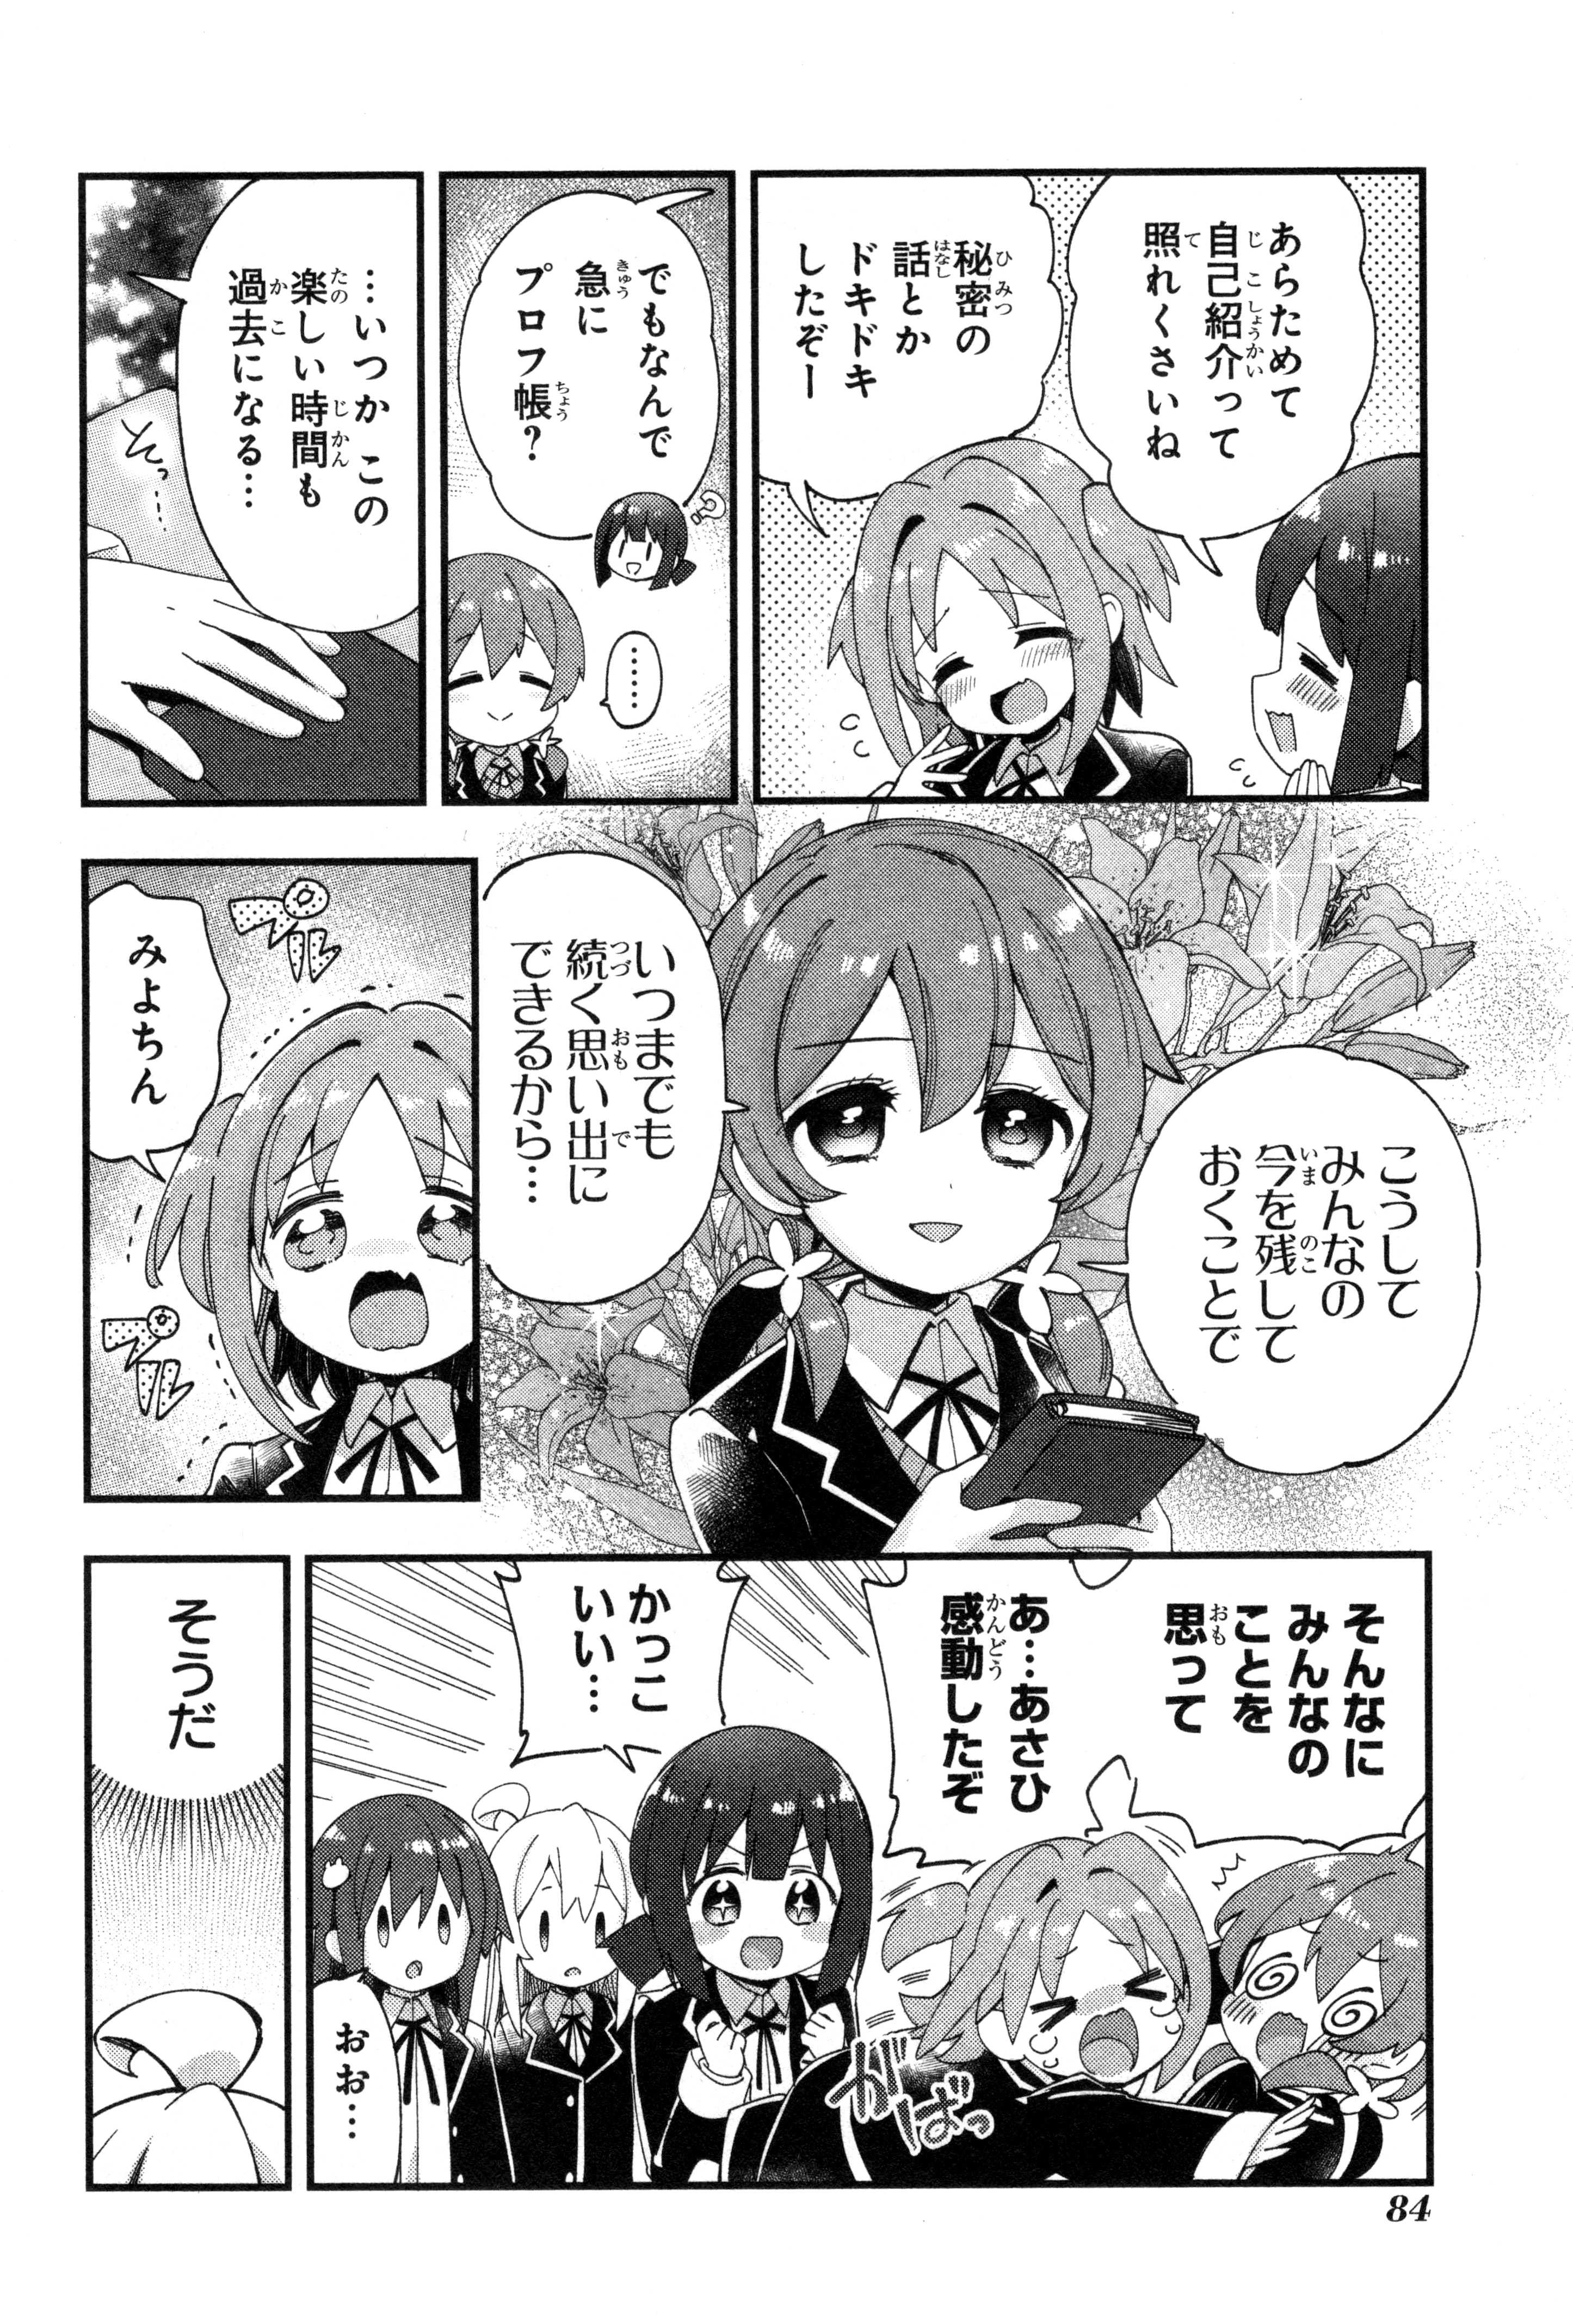 あらためて
自己紹介って
照れくさいね
秘密の
話とか
ドキドキ
したぞー
でもなんで
急に
プロフ帳?
……
…いつかこの
楽しい時間も
過去になる…
そっ…
こうして
みんなの
今を残して
おくことで
いつまでも
続く思い出に
できるから…
みよちん
プル
プル
そんなに
みんなの
ことを
思って
あ…あさひ
感動したぞ
がばっ
かっこ
いい…
おお…
そうだ
84